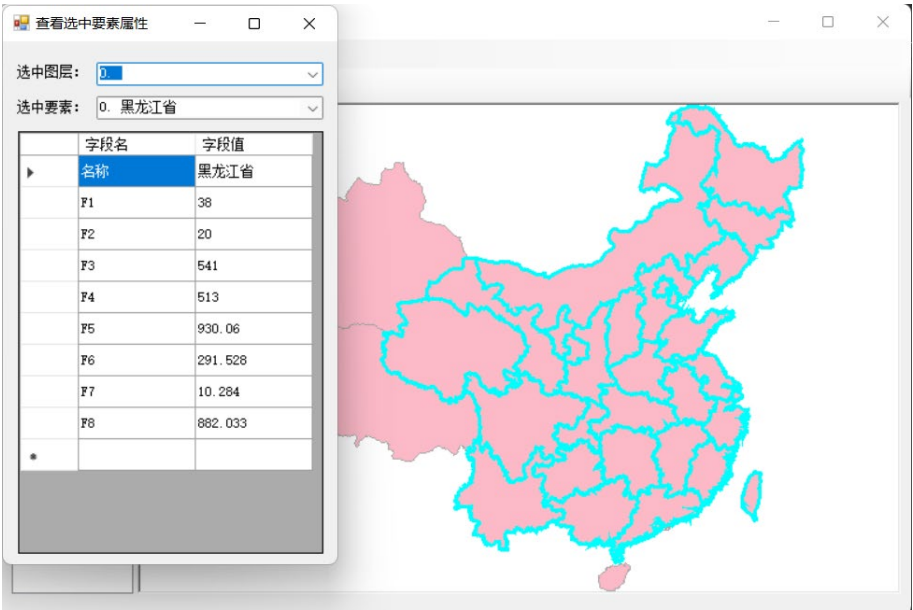 查看选中要素属性
选中图层： 0.
选中要素： 0. 黑龙江省
字段名 字段值
名称 黑龙江省
F1 38
F2 20
F3 541
F4 513
F5 930.06
F6 291.528
F7 10.284
F8 882.033